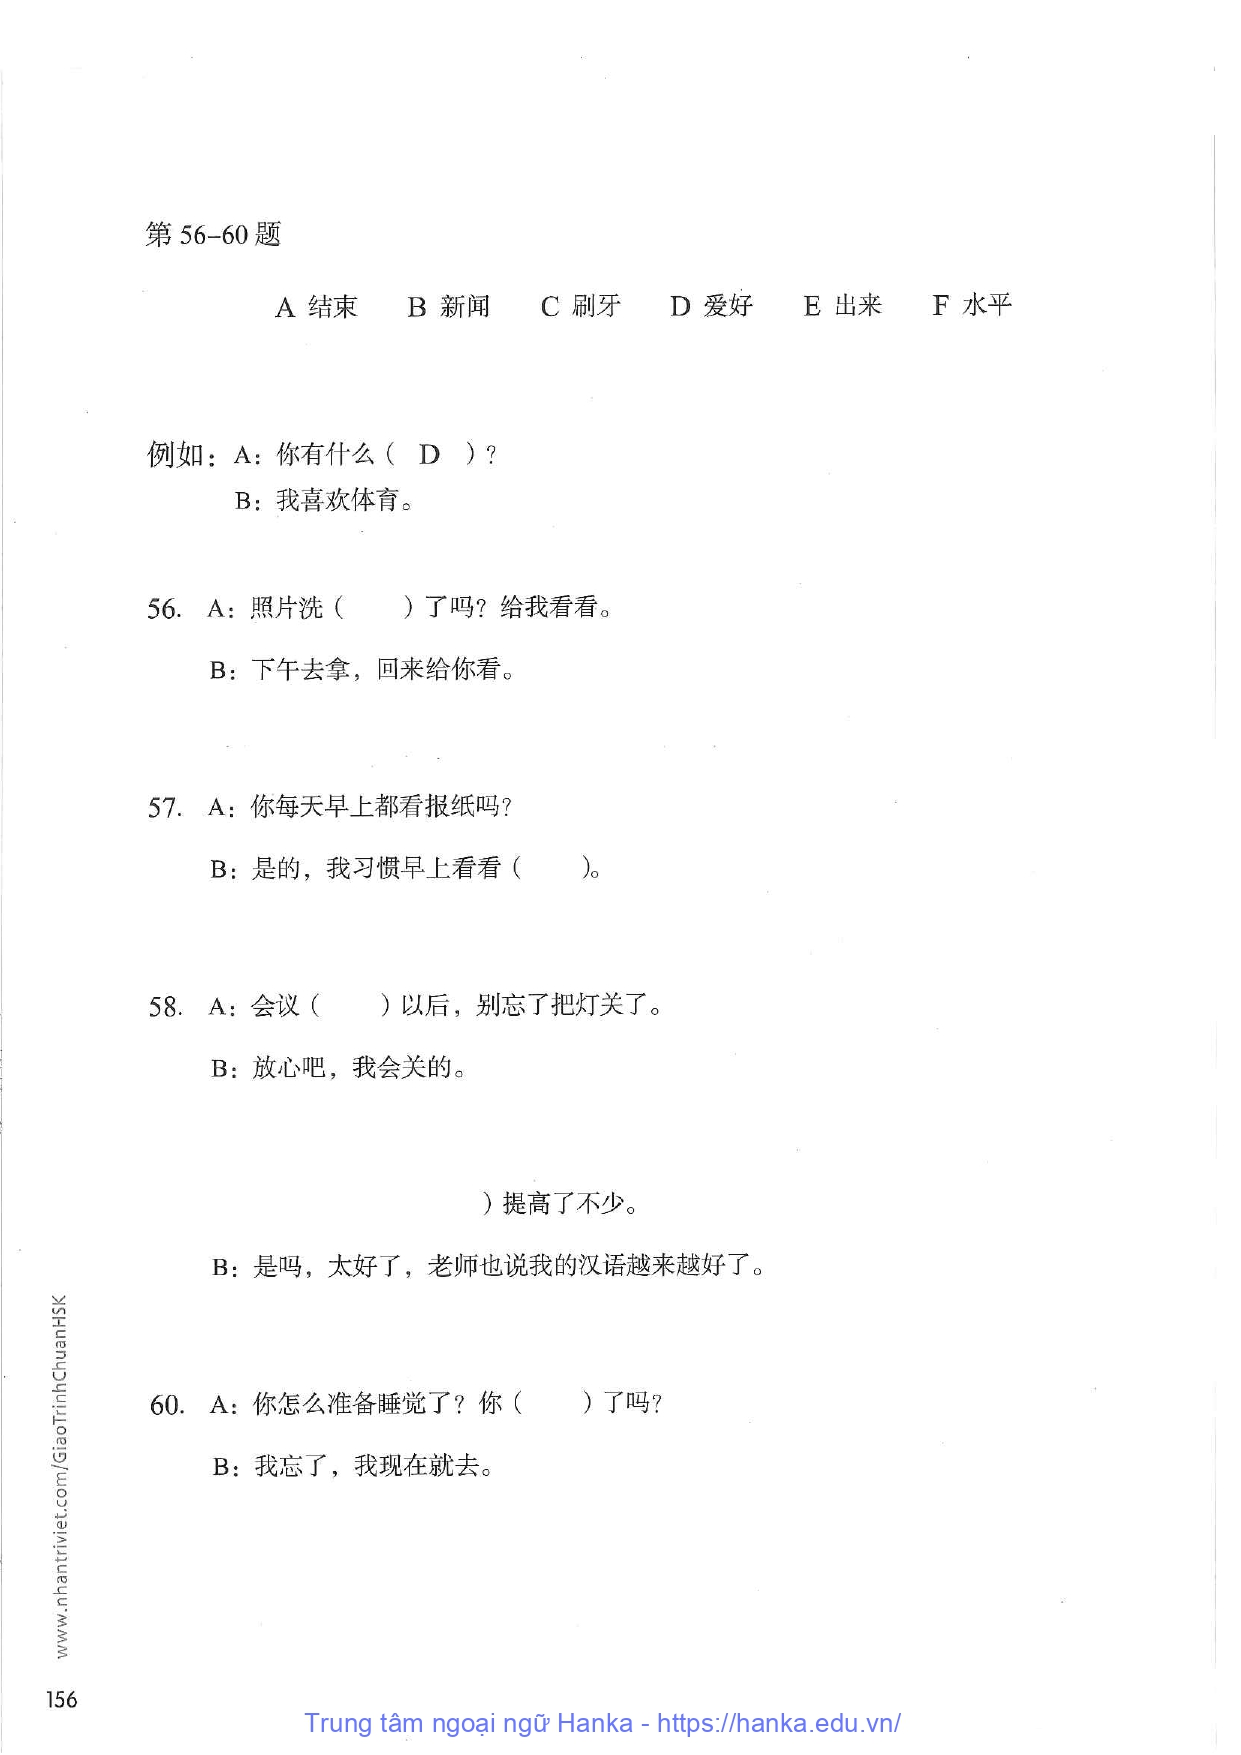 第 56–60 题
A 结束 B 新闻 C 刷牙 D 爱好 E 出来 F 水平
例如：A：你有什么（ D ）？
B：我喜欢体育。
56. A：照片洗（ ）了吗？给我看看。
B：下午去拿，回来给你看。
57. A：你每天早上都看报纸吗？
B：是的，我习惯早上看看（ ）。
58. A：会议（ ）以后，别忘了把灯关了。
B：放心吧，我会关的。
）提高了不少。
B：是吗，太好了，老师也说我的汉语越来越好了。
60. A：你怎么准备睡觉了？你（ ）了吗？
B：我忘了，我现在就去。
www.nhantriviet.com/GiaoTrinhChuanHSK
156
Trung tâm ngoại ngữ Hanka - https://hanka.edu.vn/